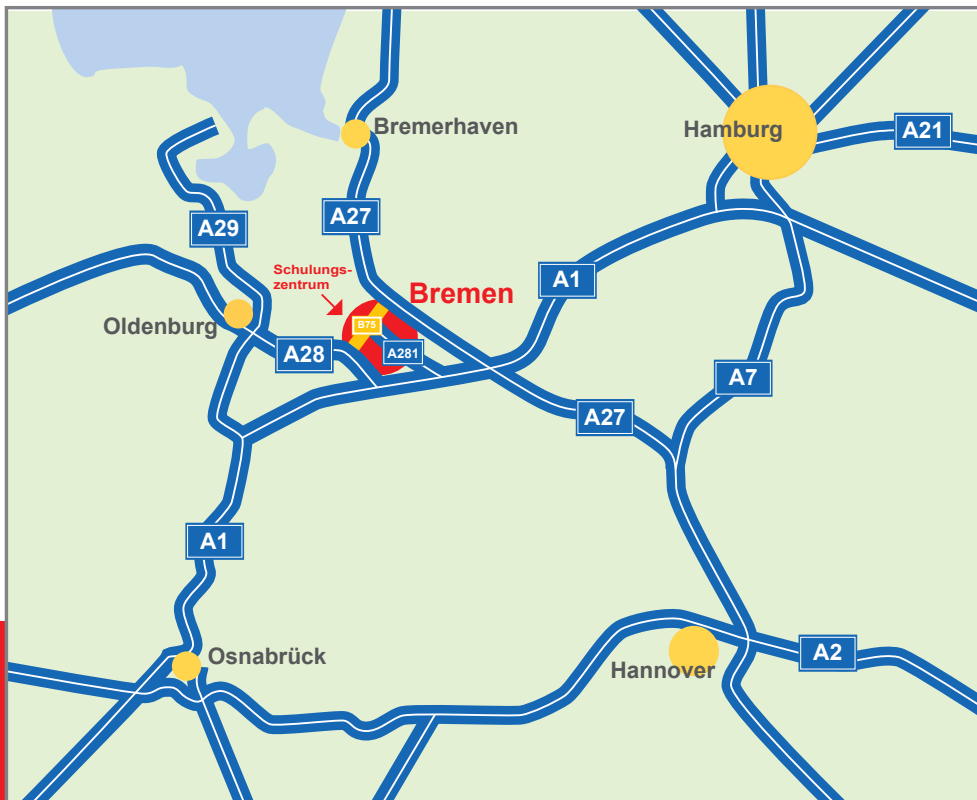 Bremerhaven
Hamburg
A21
A27
A29
Schulungs-
zentrum
Bremen
A1
Oldenburg
B75
A281
A28
A7
A27
A1
Osnabrück
Hannover
A2